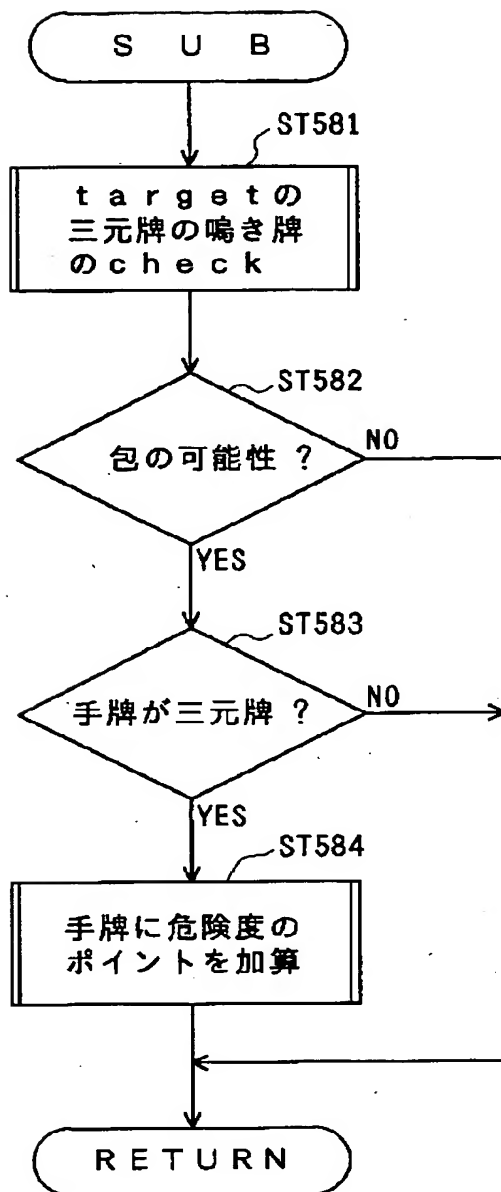 SUB
ST581
targetの
三元牌の鳴き牌
のcheck
ST582
包の可能性 ?
NO
YES
ST583
手牌が三元牌 ?
NO
YES
ST584
手牌に危険度の
ポイントを加算
RETURN